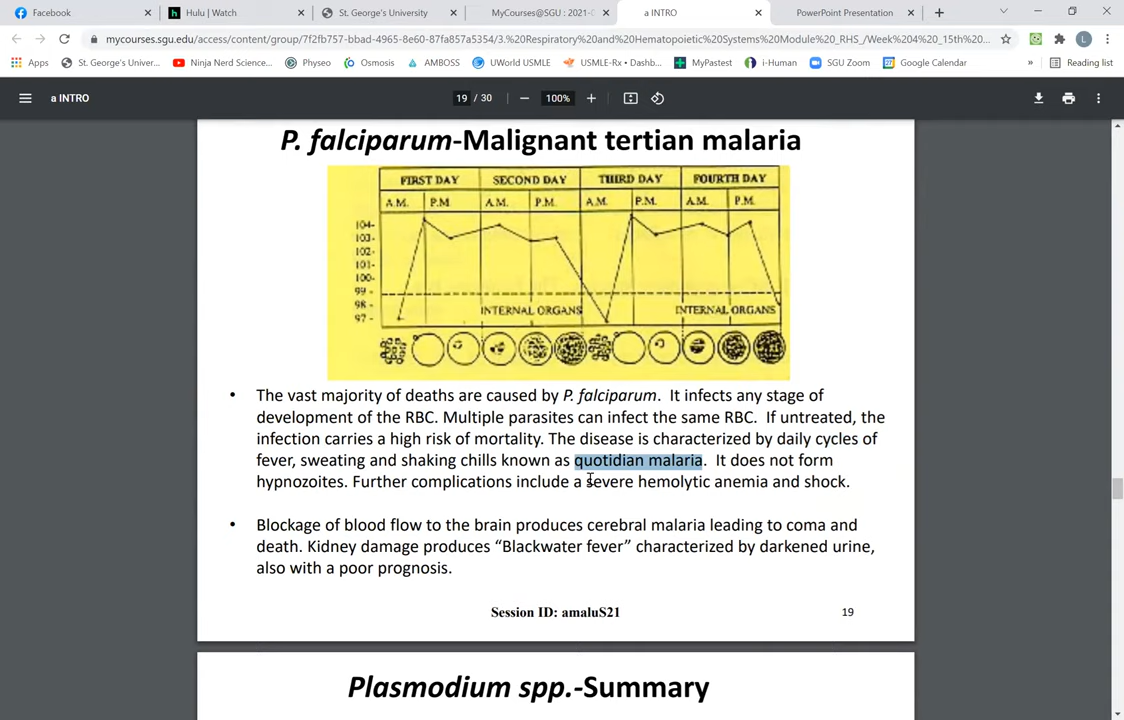 Facebook
Hulu | Watch
St. George's University
MyCourses@SGU : 2021-
a INTRO
PowerPoint Presentation
mycourses.sgu.edu/access/content/group/7f2fb757-bbad-4965-8e60-87fa857a5354/3.%20Respiratory%20and%20Hematopoietic%20Systems%20Module%20_RHS_/Week%204%20_15th%20...
Apps
St. George's Univer...
Ninja Nerd Science...
Physeo
Osmosis
AMBOSS
UWorld USMLE
USMLE-Rx • Dashb...
MyPastest
i-Human
SGU Zoom
Google Calendar
»
Reading list
a INTRO
19 / 30
100%
P. falciparum-Malignant tertian malaria
FIRST DAY SECOND DAY THIRD DAY FOURTH DAY
A.M. P.M. A.M. P.M. A.M. P.M. A.M. P.M.
104-
103-
102-
101-
100-
99 -
98 -
97 -
INTERNAL ORGANS INTERNAL ORGANS
• The vast majority of deaths are caused by P. falciparum. It infects any stage of
development of the RBC. Multiple parasites can infect the same RBC. If untreated, the
infection carries a high risk of mortality. The disease is characterized by daily cycles of
fever, sweating and shaking chills known as quotidian malaria. It does not form
hypnozoites. Further complications include a severe hemolytic anemia and shock.
• Blockage of blood flow to the brain produces cerebral malaria leading to coma and
death. Kidney damage produces “Blackwater fever” characterized by darkened urine,
also with a poor prognosis.
Session ID: amaluS21
19
Plasmodium spp.-Summary
L